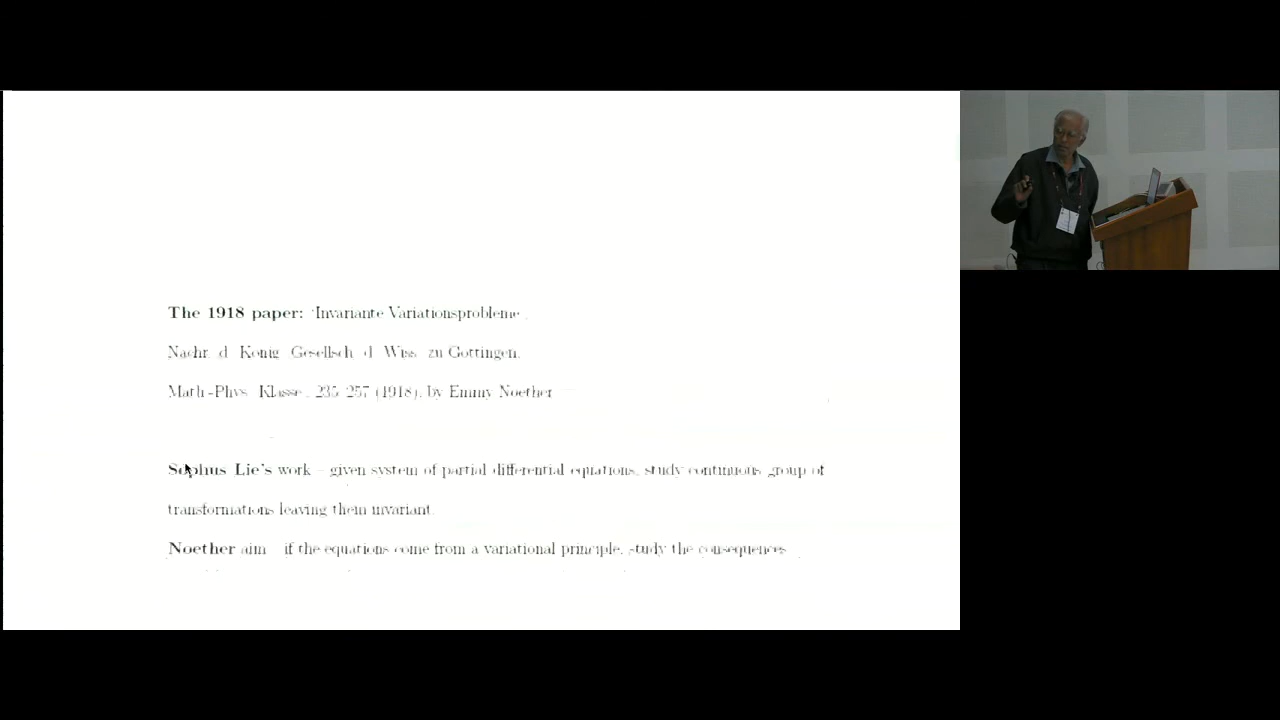 The 1918 paper: 'Invariante Variationsprobleme',
Nachr. d. Konig. Gesellsch. d. Wiss. zu Gottingen,
Math-Phys. Klasse, 235-257 (1918), by Emmy Noether
Sophus Lie's work – given system of partial differential equations, study continuous group of
transformations leaving them invariant.
Noether aim – if the equations come from a variational principle, study the consequences